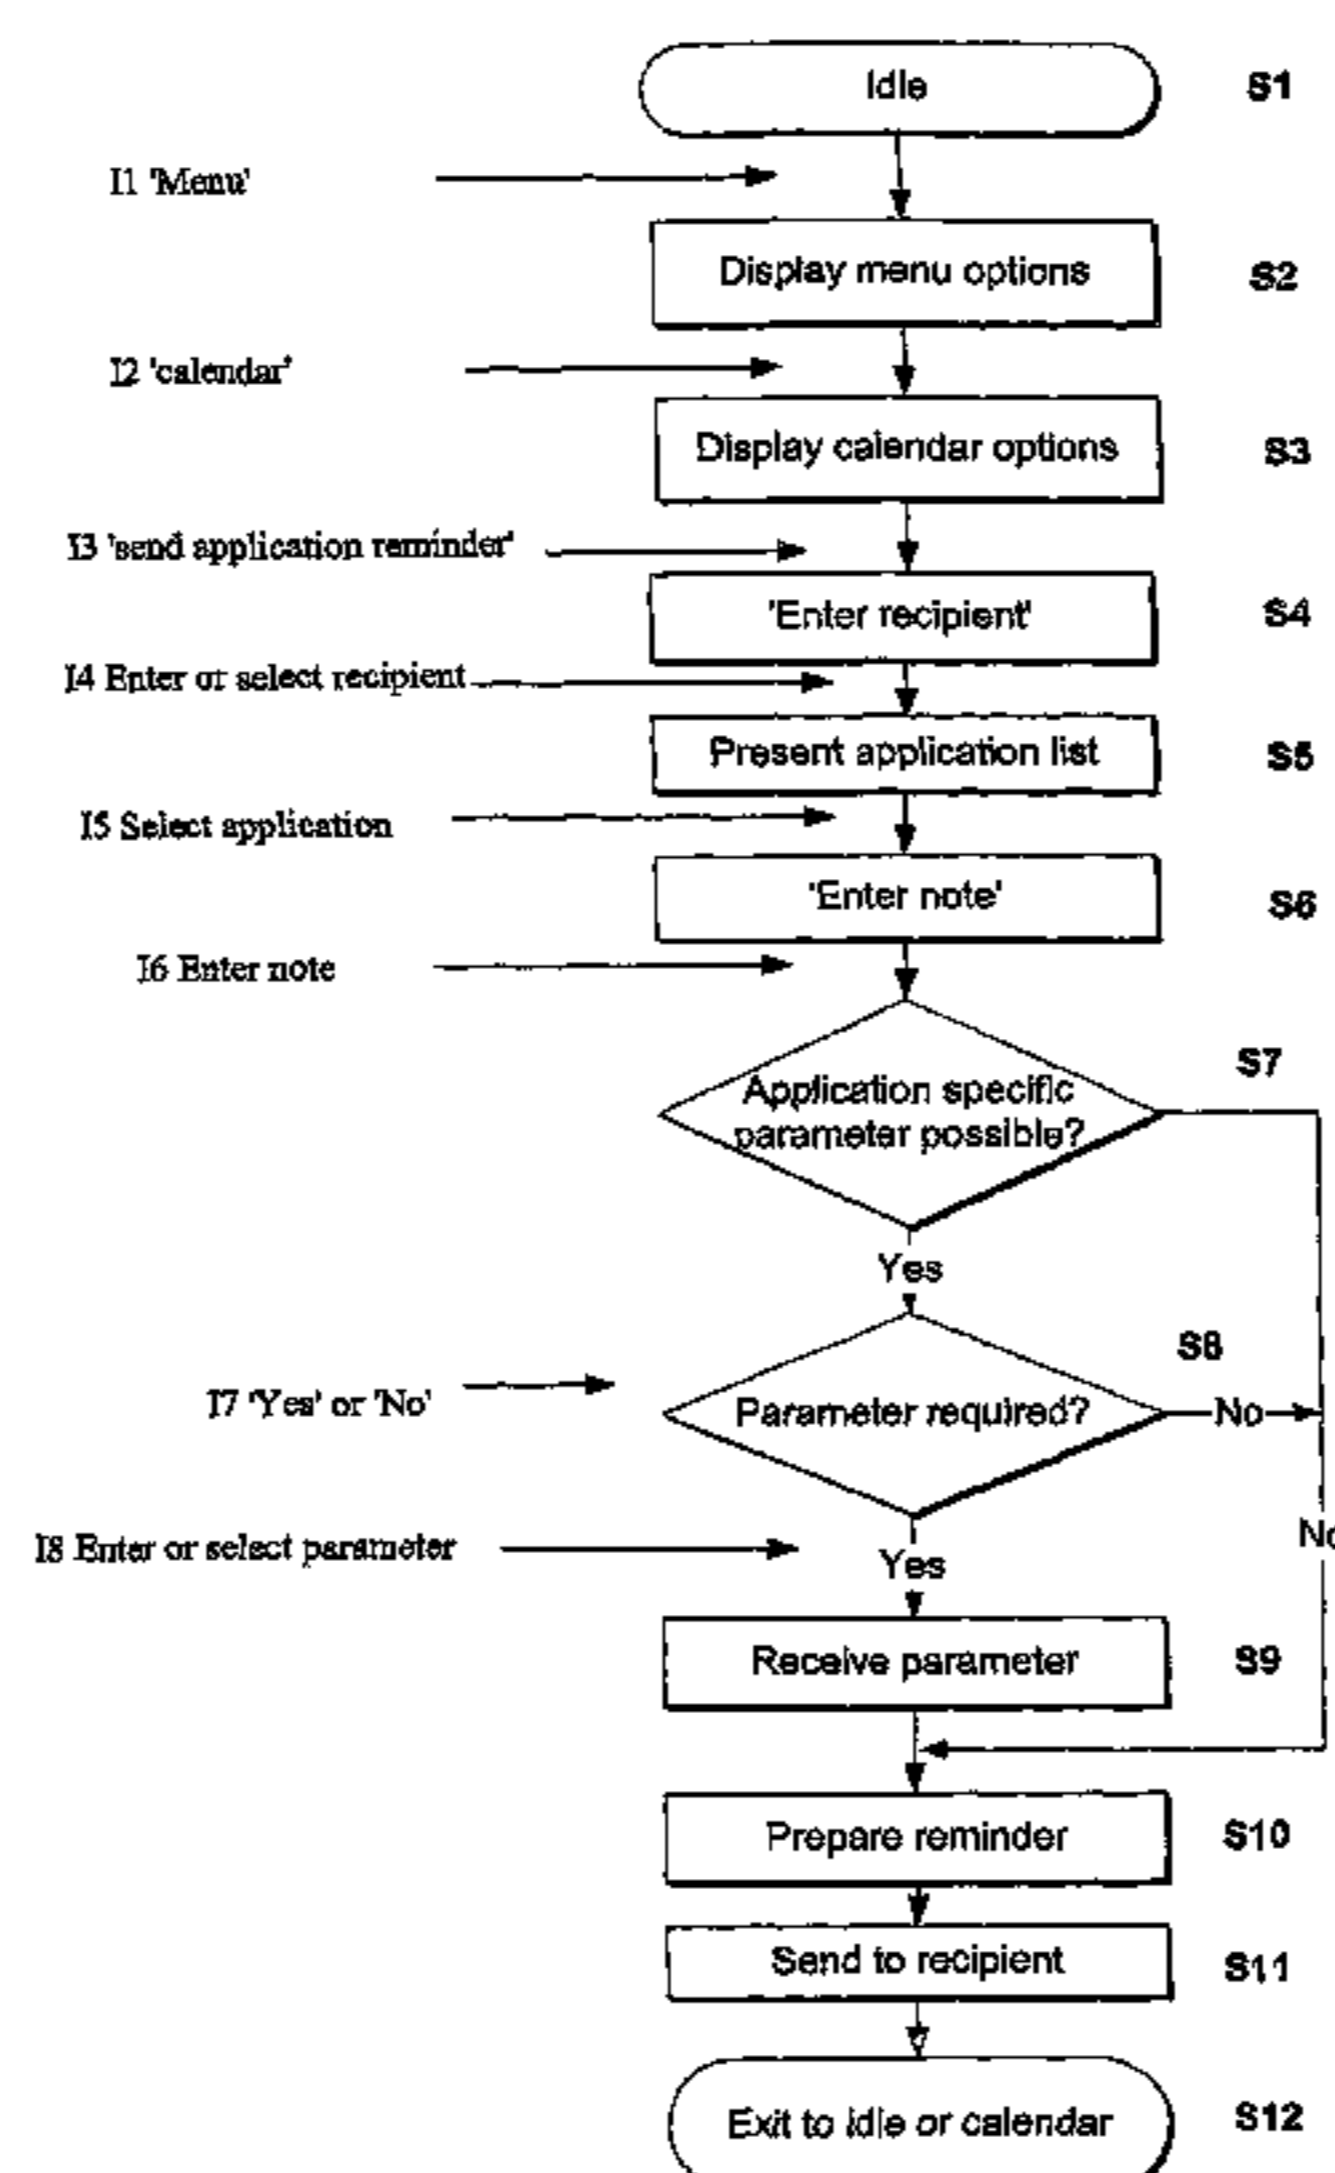 Idle S1
I1 'Menu'
Display menu options S2
I2 'calendar'
Display calendar options S3
I3 'send application reminder'
'Enter recipient' S4
I4 Enter or select recipient
Present application list S5
I5 Select application
'Enter note' S6
I6 Enter note
S7
Application specific
parameter possible?
Yes
S8
I7 'Yes' or 'No'
Parameter required? No
No
I8 Enter or select parameter
Yes
Receive parameter S9
Prepare reminder S10
Send to recipient S11
Exit to idle or calendar S12